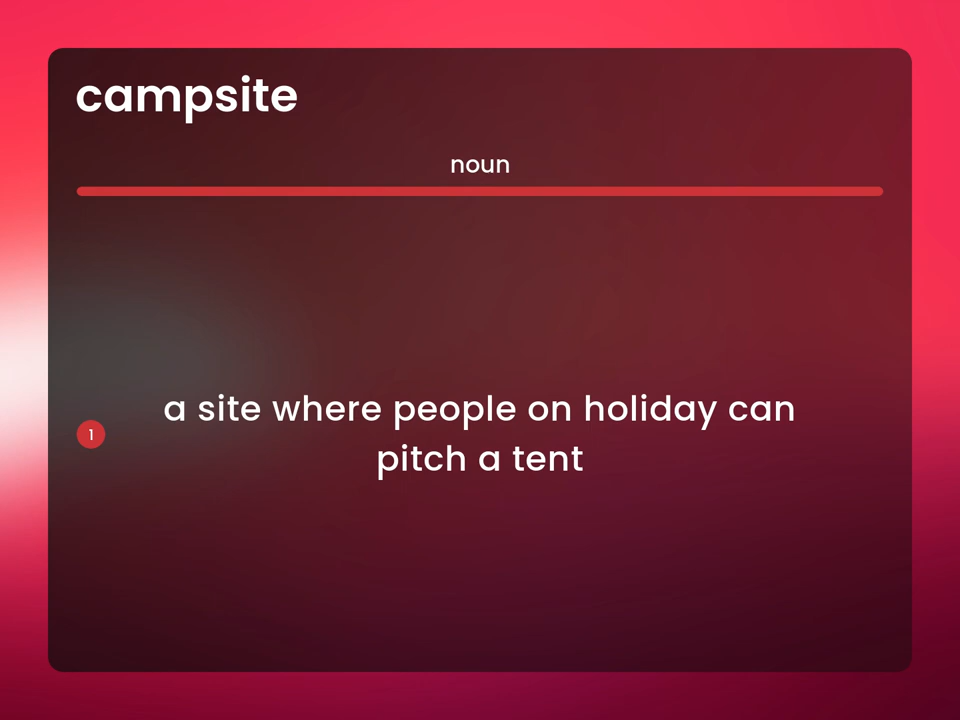 campsite
noun
1
a site where people on holiday can
pitch a tent